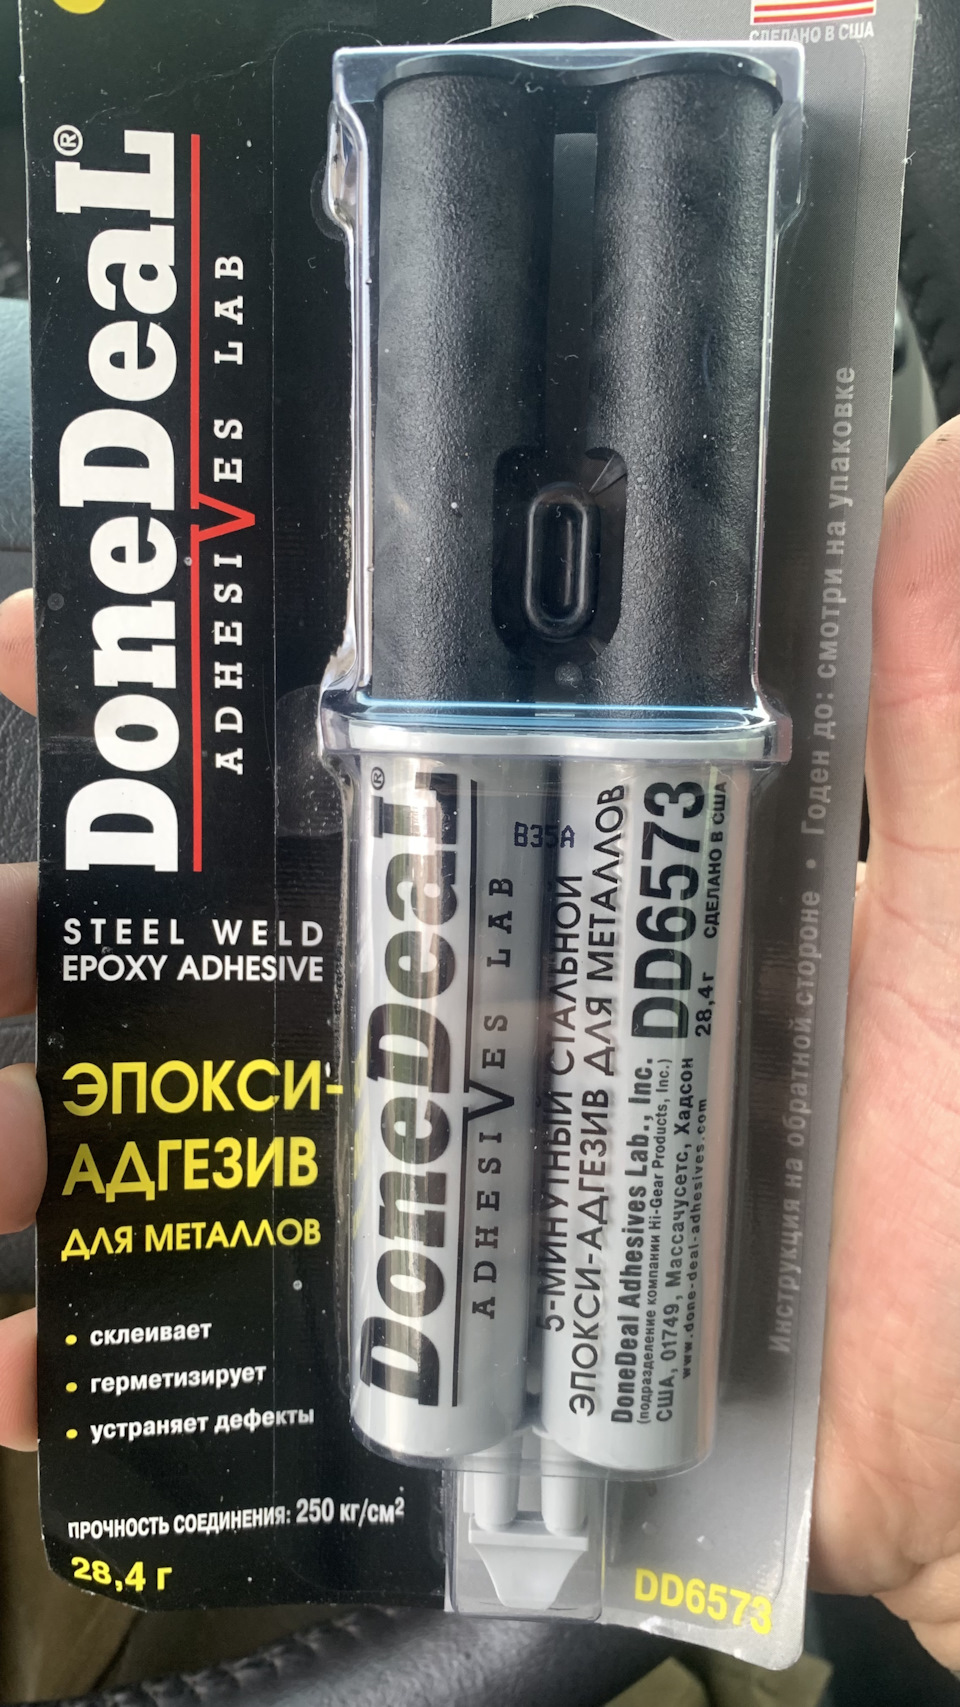 СДЕЛАНО В США
DoneDeaL®
ADHESIVES LAB
STEEL WELD
EPOXY ADHESIVE
ЭПОКСИ-
АДГЕЗИВ
ДЛЯ МЕТАЛЛОВ
• склеивает
• герметизирует
• устраняет дефекты
ПРОЧНОСТЬ СОЕДИНЕНИЯ: 250 кг/см²
28,4 г
DoneDeaL®
ADHESIVES LAB
B35A
5-МИНУТНЫЙ СТАЛЬНОЙ
ЭПОКСИ-АДГЕЗИВ ДЛЯ МЕТАЛЛОВ
DoneDeal Adhesives Lab., Inc.
(подразделение компании Hi-Gear Products, Inc.)
США, 01749, Массачусетс, Хадсон
www.done-deal-adhesives.com
DD6573
28,4 г СДЕЛАНО В США
Инструкция на обратной стороне • Годен до: смотри на упаковке
DD6573